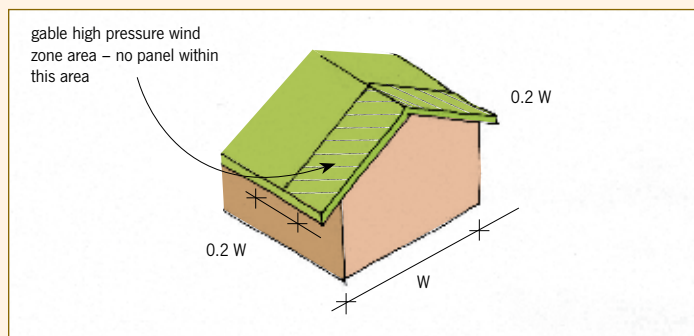 gable high pressure wind
zone area – no panel within
this area
0.2 W
0.2 W
W